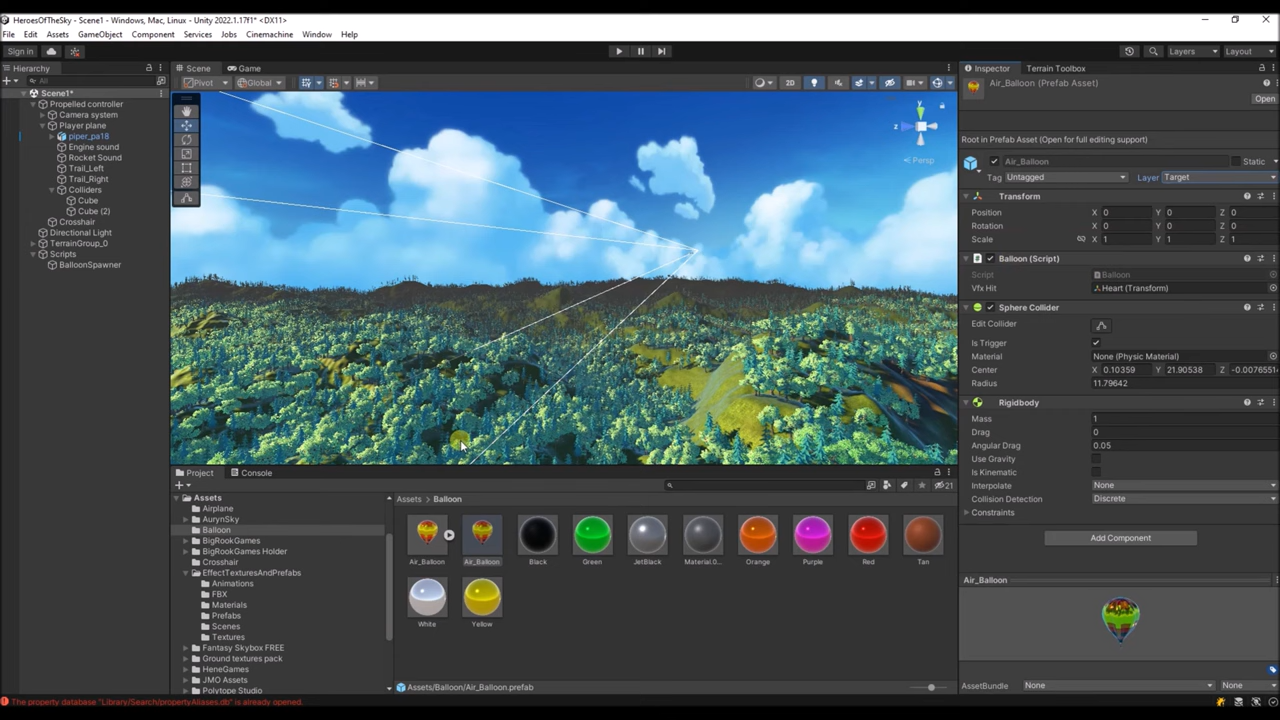 HeroesOfTheSky - Scene1 - Windows, Mac, Linux - Unity 2022.1.17f1* <DX11>
File Edit Assets GameObject Component Services Jobs Cinemachine Window Help
Sign in
Layers Layout
Hierarchy
All
Scene1*
Propelled controller
Camera system
Player plane
piper_pa18
Engine sound
Rocket Sound
Trail_Left
Trail_Right
Colliders
Cube
Cube (2)
Crosshair
Directional Light
TerrainGroup_0
Scripts
BalloonSpawner
Scene Game
Pivot Global
2D
y
z
Persp
Project Console
21
Assets
Airplane
AurynSky
Balloon
BigRookGames
BigRookGames Holder
Crosshair
EffectTexturesAndPrefabs
Animations
FBX
Materials
Prefabs
Scenes
Textures
Fantasy Skybox FREE
Ground textures pack
HeneGames
JMO Assets
Polytope Studio
Assets > Balloon
Air_Balloon Air_Balloon Black Green JetBlack Material.0... Orange Purple Red Tan
White Yellow
Assets/Balloon/Air_Balloon.prefab
Inspector Terrain Toolbox
Air_Balloon (Prefab Asset)
Open
Root in Prefab Asset (Open for full editing support)
Air_Balloon Static
Tag Untagged Layer Target
Transform
Position X 0 Y 0 Z 0
Rotation X 0 Y 0 Z 0
Scale X 1 Y 1 Z 1
Balloon (Script)
Script Balloon
Vfx Hit Heart (Transform)
Sphere Collider
Edit Collider
Is Trigger
Material None (Physic Material)
Center X 0.10359 Y 21.90538 Z -0.0076551
Radius 11.79642
Rigidbody
Mass 1
Drag 0
Angular Drag 0.05
Use Gravity
Is Kinematic
Interpolate None
Collision Detection Discrete
Constraints
Add Component
Air_Balloon
AssetBundle None None
The property database "Library/Search/propertyAliases.db" is already opened.